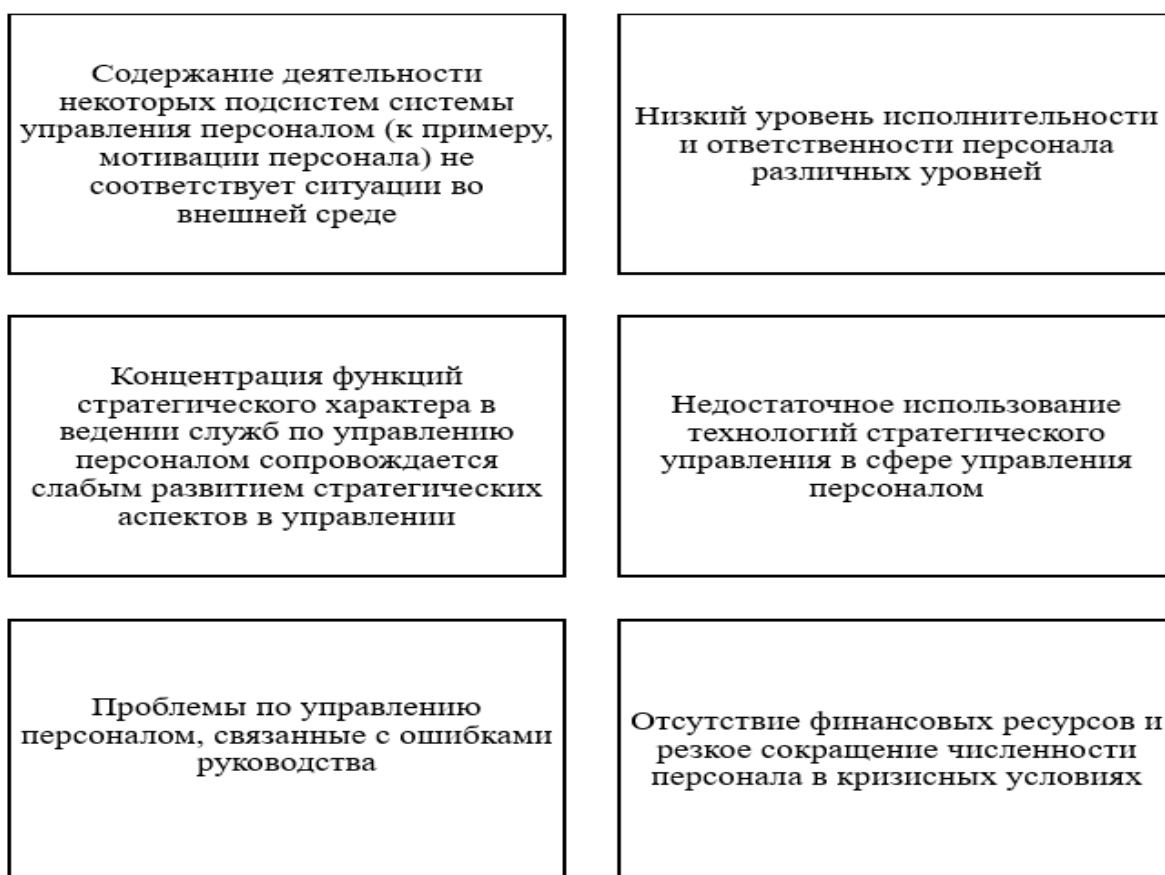 Содержание деятельности
некоторых подсистем системы
управления персоналом (к примеру,
мотивации персонала) не
соответствует ситуации во
внешней среде
Низкий уровень исполнительности
и ответственности персонала
различных уровней
Концентрация функций
стратегического характера в
ведении служб по управлению
персоналом сопровождается
слабым развитием стратегических
аспектов в управлении
Недостаточное использование
технологий стратегического
управления в сфере управления
персоналом
Проблемы по управлению
персоналом, связанные с ошибками
руководства
Отсутствие финансовых ресурсов и
резкое сокращение численности
персонала в кризисных условиях